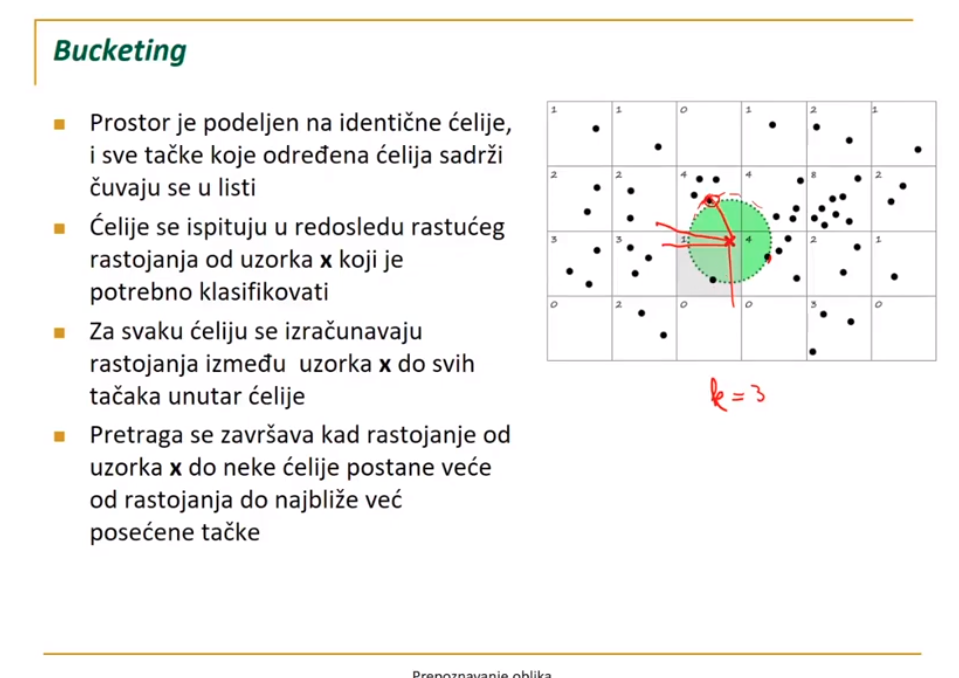 Bucketing
Prostor je podeljen na identične ćelije,
i sve tačke koje određena ćelija sadrži
čuvaju se u listi
Ćelije se ispituju u redosledu rastućeg
rastojanja od uzorka x koji je
potrebno klasifikovati
Za svaku ćeliju se izračunavaju
rastojanja između uzorka x do svih
tačaka unutar ćelije
Pretraga se završava kad rastojanje od
uzorka x do neke ćelije postane veće
od rastojanja do najbliže već
posećene tačke
1 1 0 1 2 1
2 2 4 4 8 2
3 3 1 4 2 1
0 2 0 0 3 0
k = 3
Prepoznavanje oblika